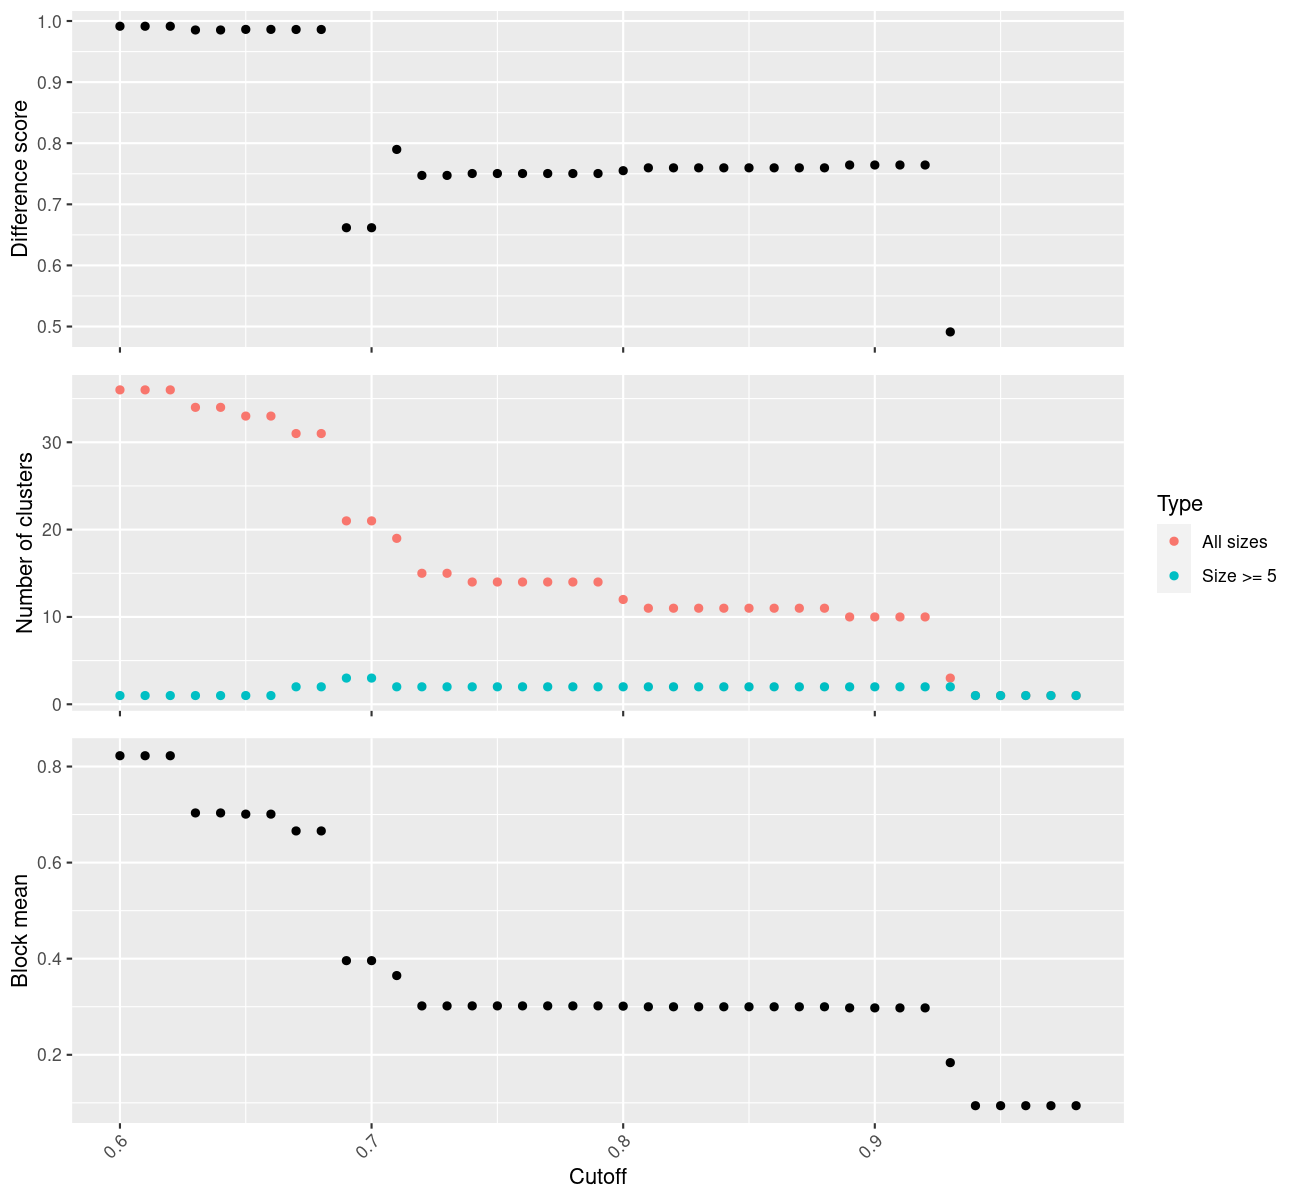 Difference score
1.0
0.9
0.8
0.7
0.6
0.5
Number of clusters
30
20
10
0
Type
All sizes
Size >= 5
Block mean
0.8
0.6
0.4
0.2
0.6
0.7
0.8
0.9
Cutoff